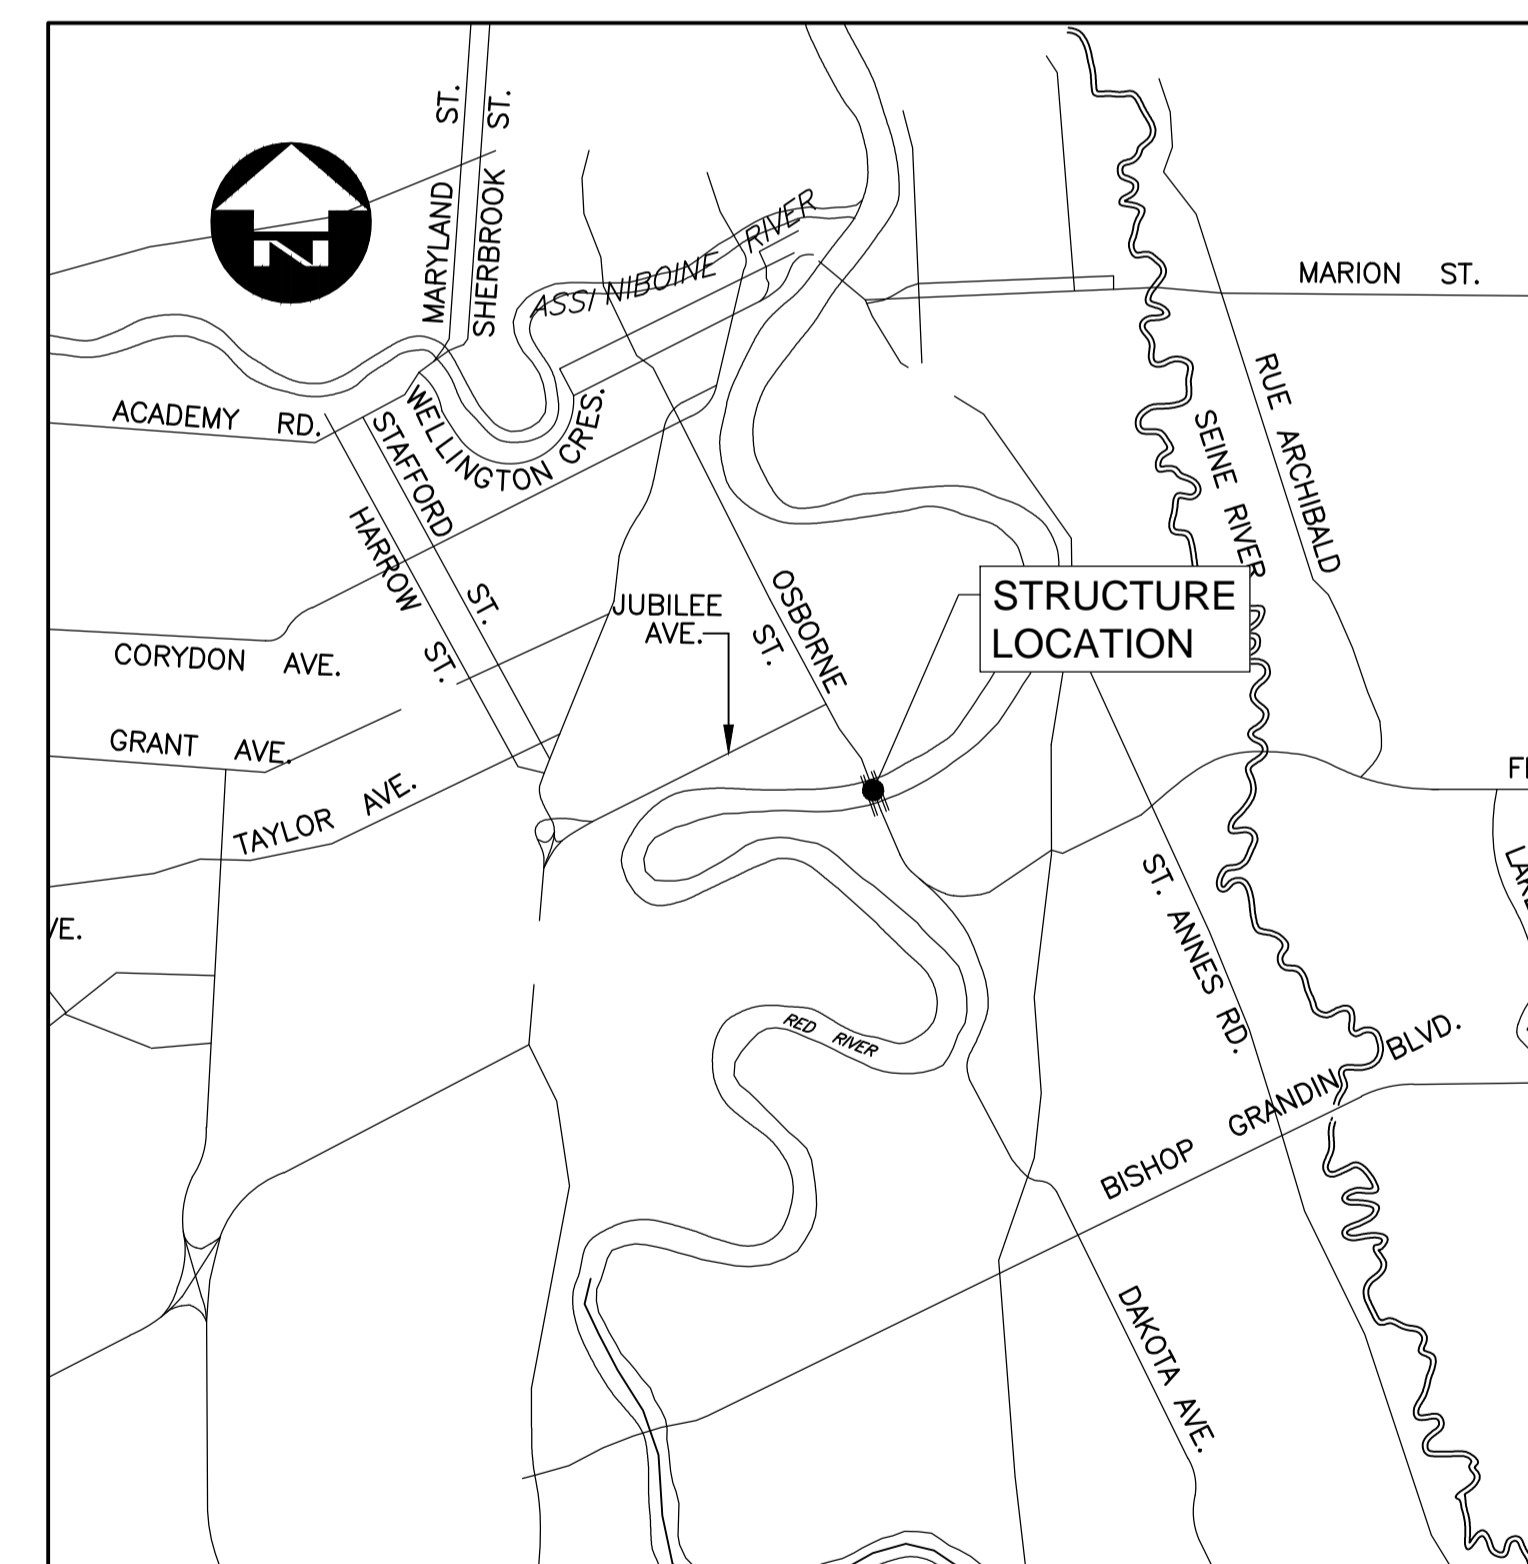 MARYLAND ST.
SHERBROOK ST.
N
ASSINIBOINE RIVER
MARION ST.
ACADEMY RD.
WELLINGTON CRES.
STAFFORD ST.
HARROW ST.
RUE ARCHIBALD
SEINE RIVER
OSBORNE ST.
JUBILEE
AVE.
STRUCTURE
LOCATION
CORYDON AVE.
GRANT AVE.
TAYLOR AVE.
ST. ANNES RD.
RED RIVER
BISHOP GRANDIN BLVD.
DAKOTA AVE.